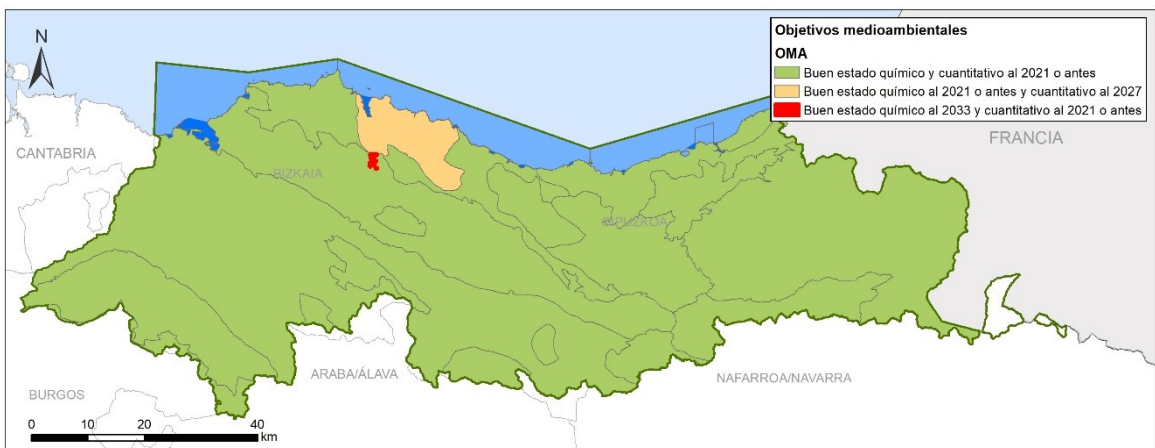 Objetivos medioambientales
OMA
Buen estado químico y cuantitativo al 2021 o antes
Buen estado químico al 2021 o antes y cuantitativo al 2027
Buen estado químico al 2033 y cuantitativo al 2021 o antes
N
FRANCIA
CANTABRIA
BIZKAIA
GIPUZKOA
ARABA/ÁLAVA
NAFARROA/NAVARRA
BURGOS
0 10 20 40
km